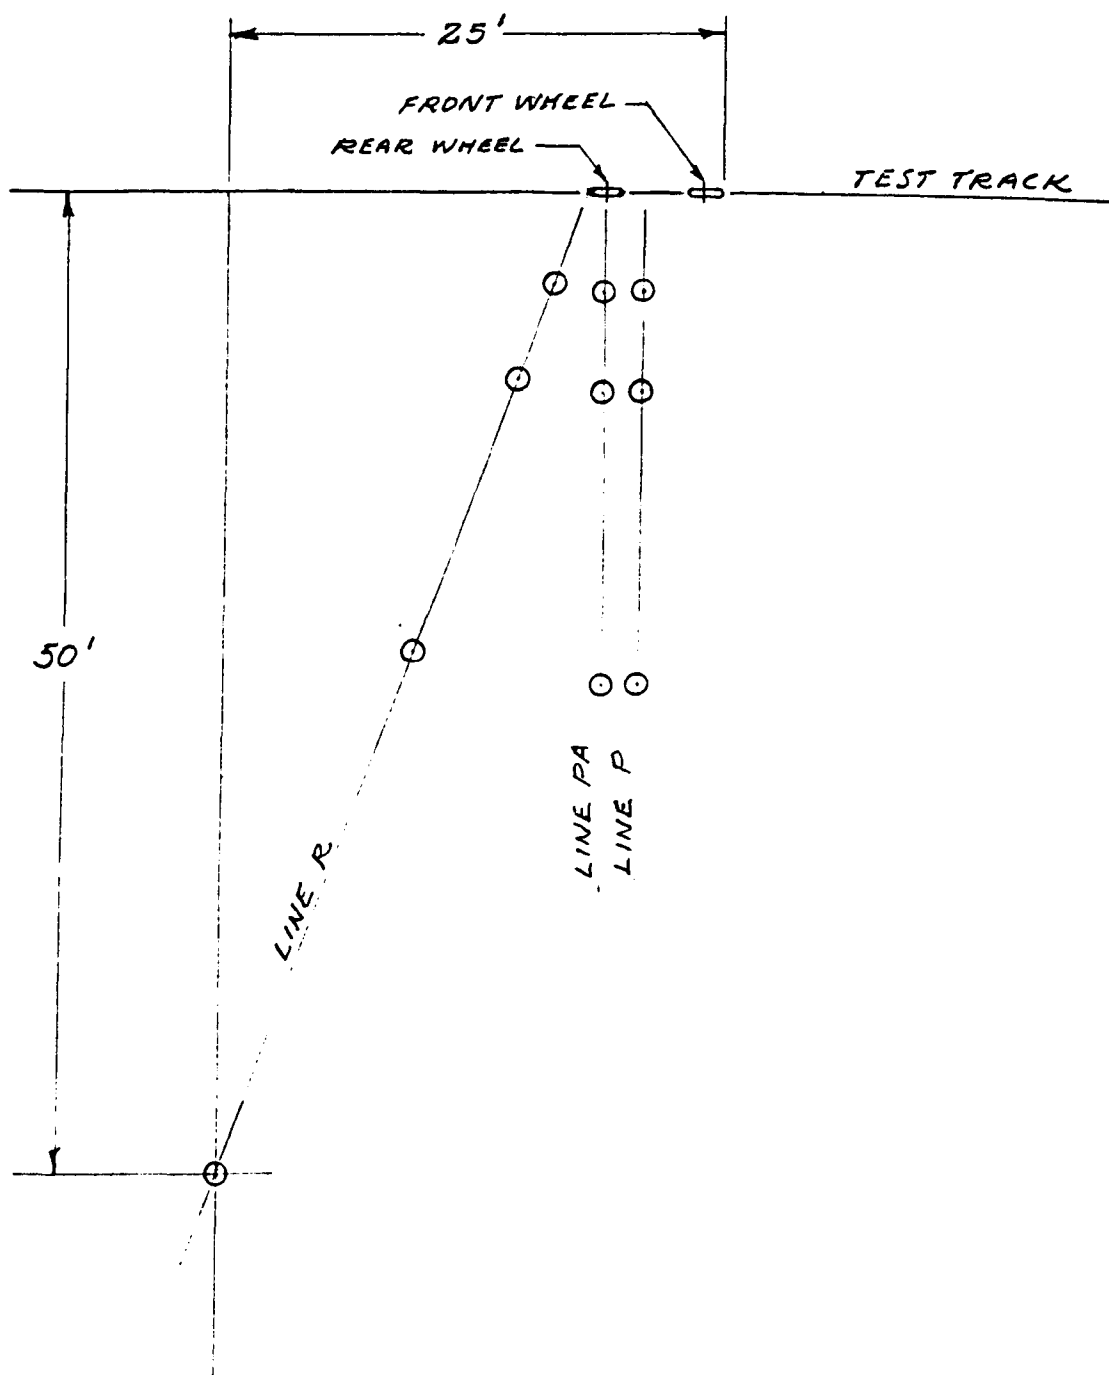 25'
FRONT WHEEL
REAR WHEEL
TEST TRACK
50'
LINE PA
LINE P
LINE R